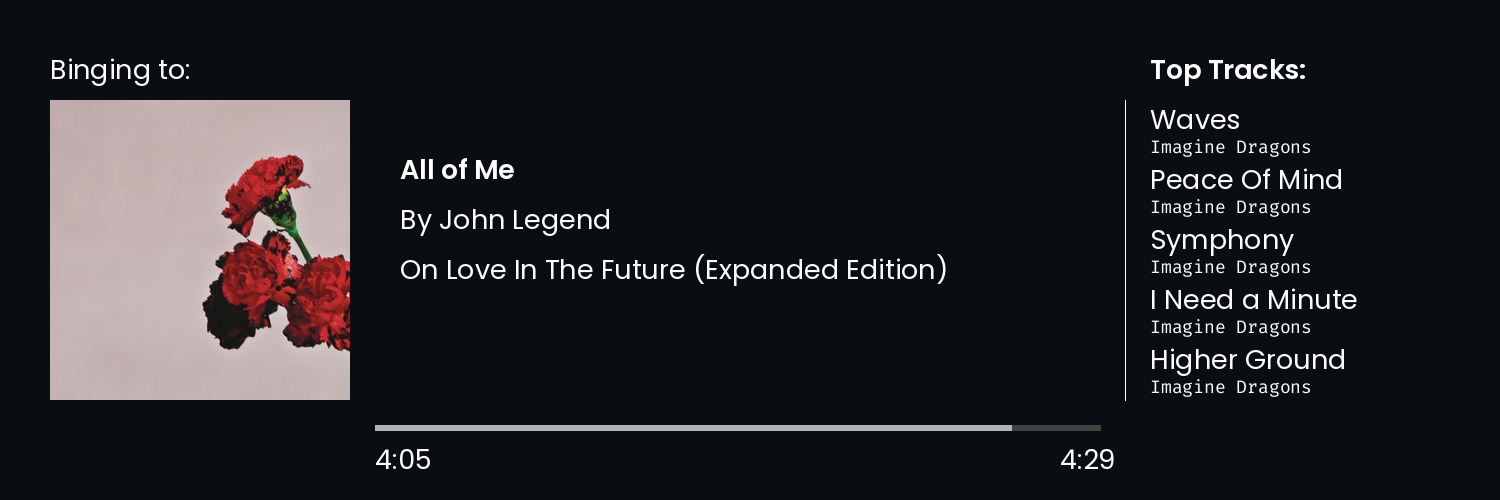 Binging to:
All of Me
By John Legend
On Love In The Future (Expanded Edition)
4:05
4:29
Top Tracks:
Waves
Imagine Dragons
Peace Of Mind
Imagine Dragons
Symphony
Imagine Dragons
I Need a Minute
Imagine Dragons
Higher Ground
Imagine Dragons